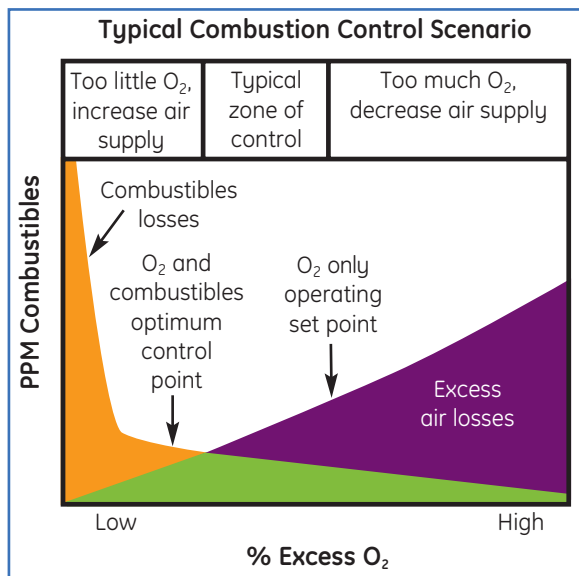 Typical Combustion Control Scenario
Too little O₂,
increase air
supply
Typical
zone of
control
Too much O₂,
decrease air supply
Combustibles
losses
O₂ and
combustibles
optimum
control
point
O₂ only
operating
set point
Excess
air losses
PPM Combustibles
Low
High
% Excess O₂